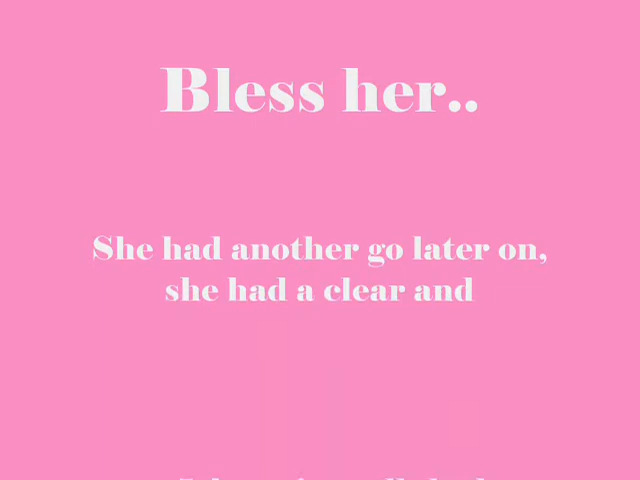 Bless her..
She had another go later on,
she had a clear and